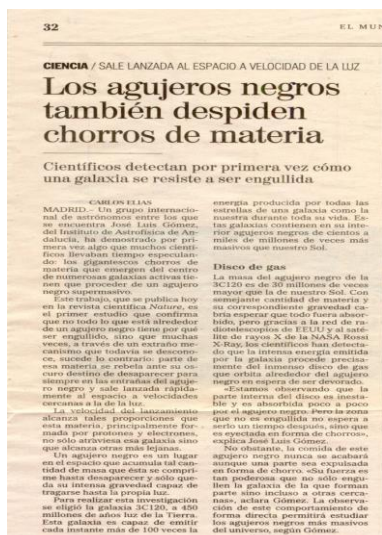 32
EL MUN
CIENCIA / SALE LANZADA AL ESPACIO A VELOCIDAD DE LA LUZ
Los agujeros negros
también despiden
chorros de materia
Científicos detectan por primera vez cómo
una galaxia se resiste a ser engullida
CARLOS ELIAS
MADRID.– Un grupo internacio-
nal de astrónomos entre los que
se encuentra José Luis Gómez,
del Instituto de Astrofísica de An-
dalucía, ha demostrado por pri-
mera vez algo que muchos cientí-
ficos llevaban tiempo especulan-
do: los gigantescos chorros de
materia que emergen del centro
de numerosas galaxias activas tie-
nen que proceder de un agujero
negro supermasivo.
Este trabajo, que se publica hoy
en la revista científica Nature, es
el primer estudio que confirma
que no todo lo que está alrededor
de un agujero negro tiene por qué
ser engullido, sino que muchas
veces, a través de un extraño me-
canismo que todavía se descono-
ce, sucede lo contrario: parte de
esa materia se rebela ante su os-
curo destino de desaparecer para
siempre en las entrañas del aguje-
ro negro y sale lanzada rápida-
mente al espacio a velocidades
cercanas a la de la luz.
La velocidad del lanzamiento
alcanza tales proporciones que
esta materia, principalmente for-
mada por protones y electrones,
no sólo atraviesa esa galaxia sino
que alcanza otras más lejanas.
Un agujero negro es un lugar
en el espacio que acumula tal can-
tidad de masa que ésta se compri-
me hasta desaparecer y sólo que-
da su intensa gravedad capaz de
tragarse hasta la propia luz.
Para realizar esta investigación
se eligió la galaxia 3C120, a 450
millones de años luz de la Tierra.
Esta galaxia es capaz de emitir
cada instante más de 100 veces la
energía producida por todas las
estrellas de una galaxia como la
nuestra durante toda su vida. Es-
tas galaxias contienen en su inte-
rior agujeros negros de cientos a
miles de millones de veces más
masivos que nuestro Sol.
Disco de gas
La masa del agujero negro de la
3C120 es de 30 millones de veces
mayor que la de nuestro Sol. Con
semejante cantidad de materia y
su correspondiente gravedad ca-
bría esperar que todo fuera absor-
bido, pero gracias a la red de ra-
diotelescopios de EEUU y al saté-
lite de rayos X de la NASA Rossi
X-Ray, los científicos han detecta-
do que la intensa energía emitida
por la galaxia procede precisa-
mente del inmenso disco de gas
que orbita alrededor del agujero
negro en espera de ser devorado.
«Estamos observando que la
parte interna del disco es inesta-
ble y es absorbida poco a poco
por el agujero negro. Pero la zona
que no es engullida no espera a
serlo un tiempo después, sino que
es eyectada en forma de chorros»,
explica José Luis Gómez.
No obstante, la comida de este
agujero negro nunca se acabará
aunque una parte sea expulsada
en forma de chorro. «Su fuerza es
tan poderosa que no sólo engu-
llen la galaxia de la que forman
parte sino incluso a otras cerca-
nas», aclara Gómez. La observa-
ción de este comportamiento de
forma directa permitirá estudiar
los agujeros negros más masivos
del universo, según Gómez.